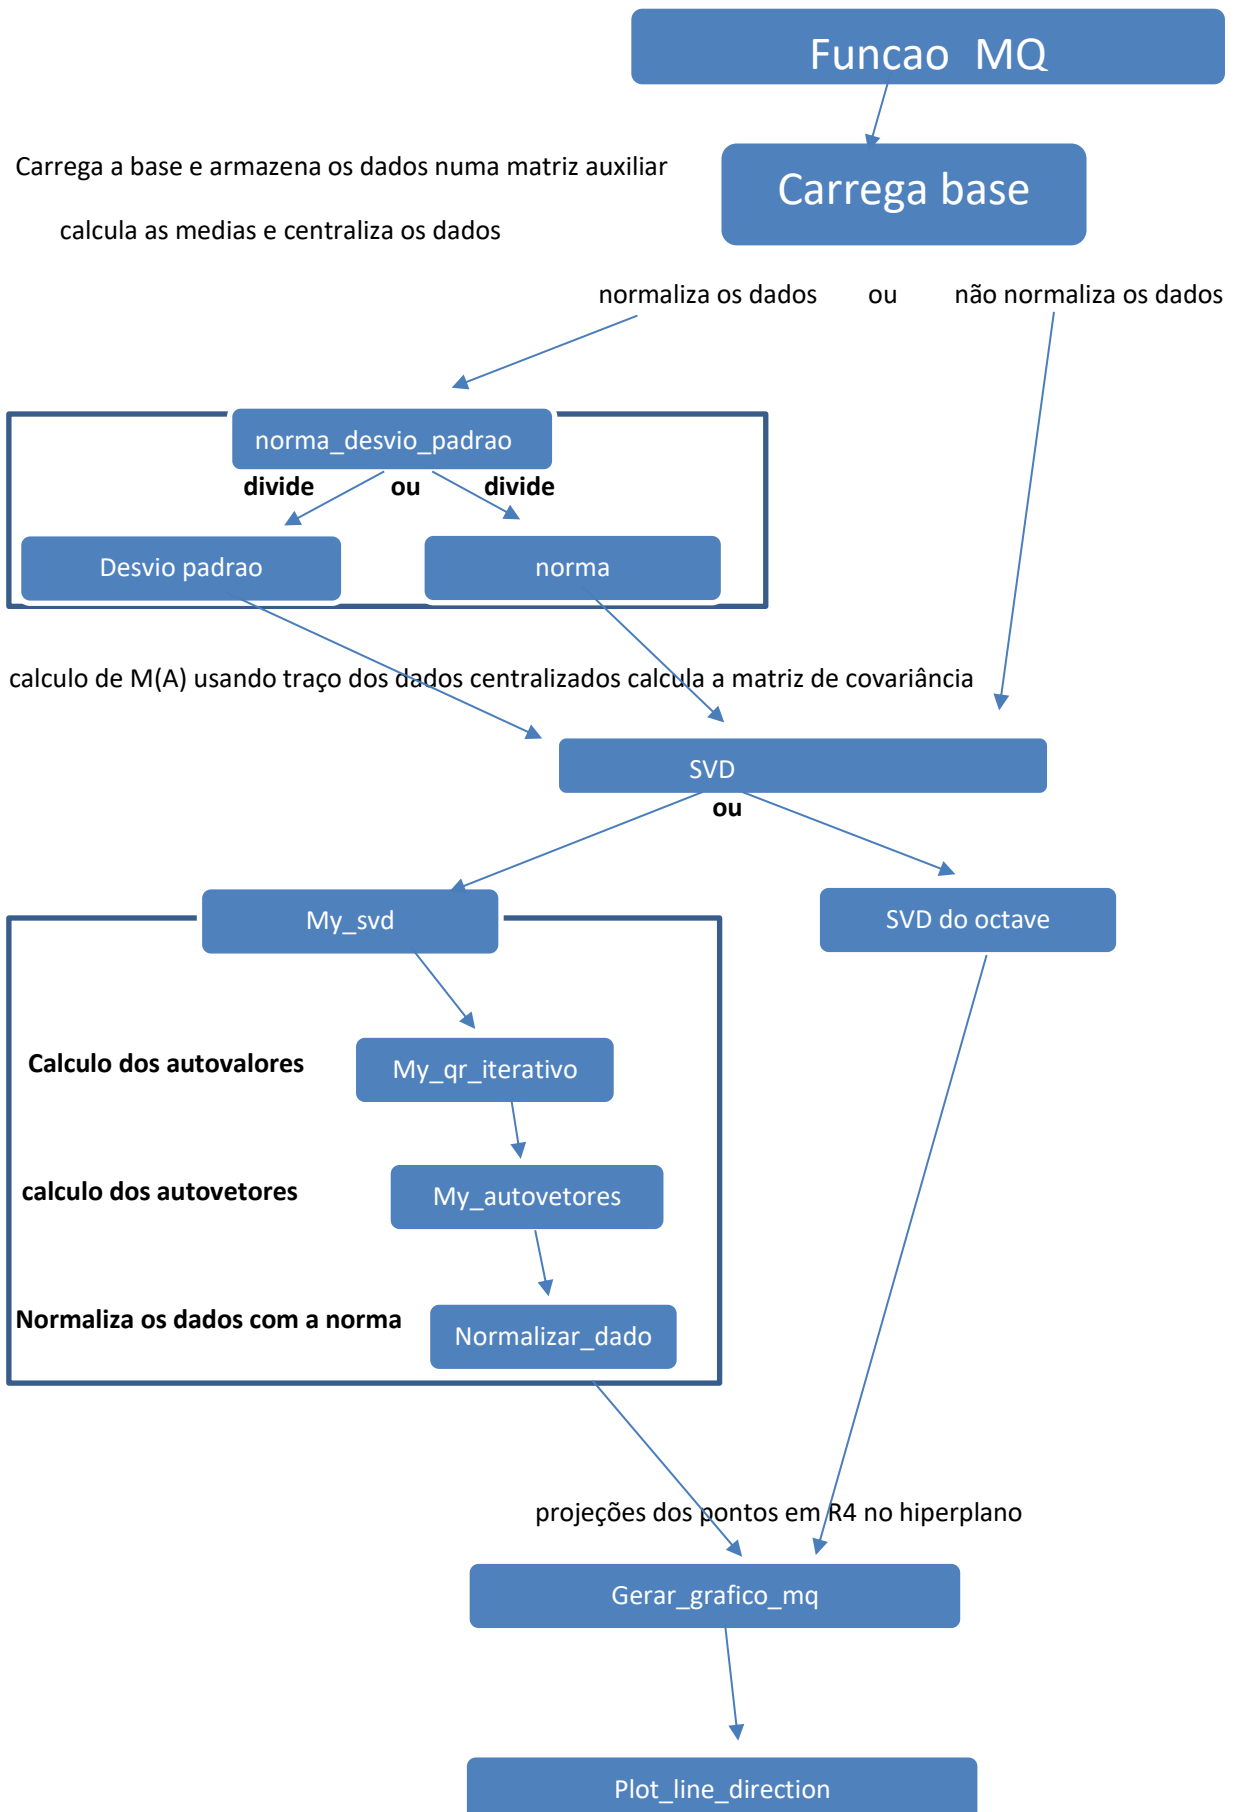 Funcao MQ
Carrega a base e armazena os dados numa matriz auxiliar
Carrega base
calcula as medias e centraliza os dados
normaliza os dados ou não normaliza os dados
norma_desvio_padrao
divide ou divide
Desvio padrao
norma
calculo de M(A) usando traço dos dados centralizados calcula a matriz de covariância
SVD
ou
My_svd
SVD do octave
Calculo dos autovalores
My_qr_iterativo
calculo dos autovetores
My_autovetores
Normaliza os dados com a norma
Normalizar_dado
projeções dos pontos em R4 no hiperplano
Gerar_grafico_mq
Plot_line_direction